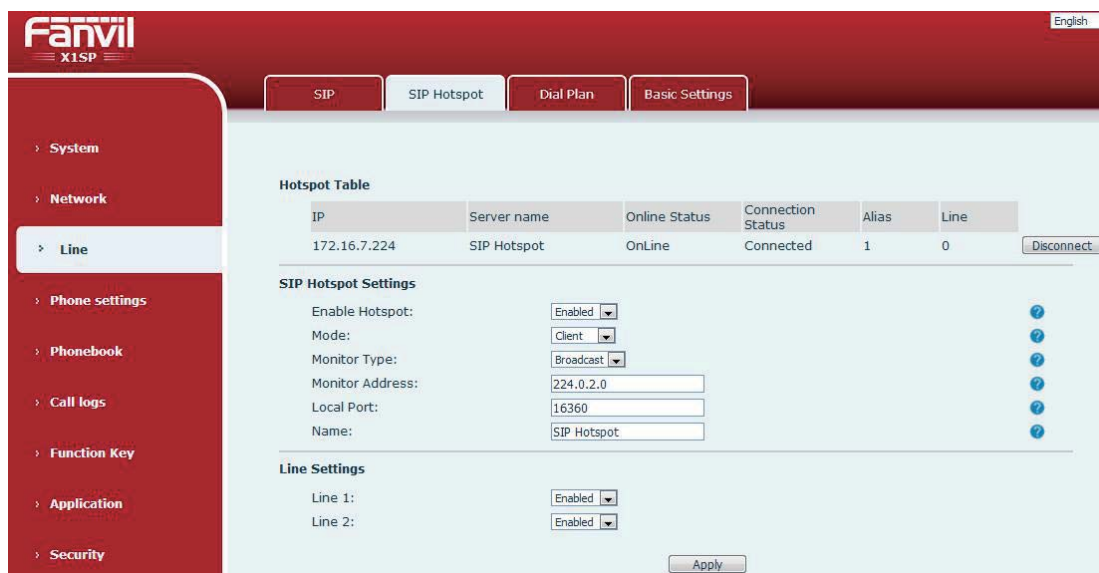 Fanvil
X1SP
English
SIP
SIP Hotspot
Dial Plan
Basic Settings
System
Network
Line
Phone settings
Phonebook
Call logs
Function Key
Application
Security
Hotspot Table
IP Server name Online Status Connection Status Alias Line
172.16.7.224 SIP Hotspot OnLine Connected 1 0 Disconnect
SIP Hotspot Settings
Enable Hotspot: Enabled
Mode: Client
Monitor Type: Broadcast
Monitor Address: 224.0.2.0
Local Port: 16360
Name: SIP Hotspot
Line Settings
Line 1: Enabled
Line 2: Enabled
Apply